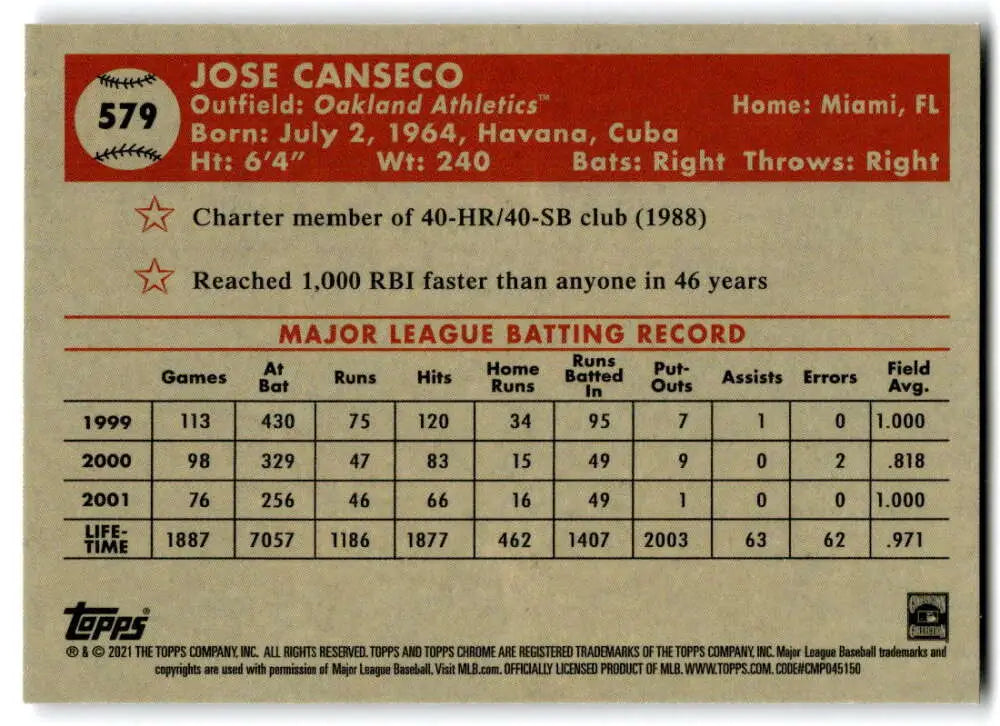 579
JOSE CANSECO
Outfield: Oakland Athletics™ Home: Miami, FL
Born: July 2, 1964, Havana, Cuba
Ht: 6'4" Wt: 240 Bats: Right Throws: Right
Charter member of 40-HR/40-SB club (1988)
Reached 1,000 RBI faster than anyone in 46 years
MAJOR LEAGUE BATTING RECORD
Games At Bat Runs Hits Home Runs Runs Batted In Put-Outs Assists Errors Field Avg.
1999 113 430 75 120 34 95 7 1 0 1.000
2000 98 329 47 83 15 49 9 0 2 .818
2001 76 256 46 66 16 49 1 0 0 1.000
LIFE-TIME 1887 7057 1186 1877 462 1407 2003 63 62 .971
Topps®
® & © 2021 THE TOPPS COMPANY, INC. ALL RIGHTS RESERVED. TOPPS AND TOPPS CHROME ARE REGISTERED TRADEMARKS OF THE TOPPS COMPANY, INC. Major League Baseball trademarks and
copyrights are used with permission of Major League Baseball. Visit MLB.com. OFFICIALLY LICENSED PRODUCT OF MLB. WWW.TOPPS.COM. CODE#CMP045150